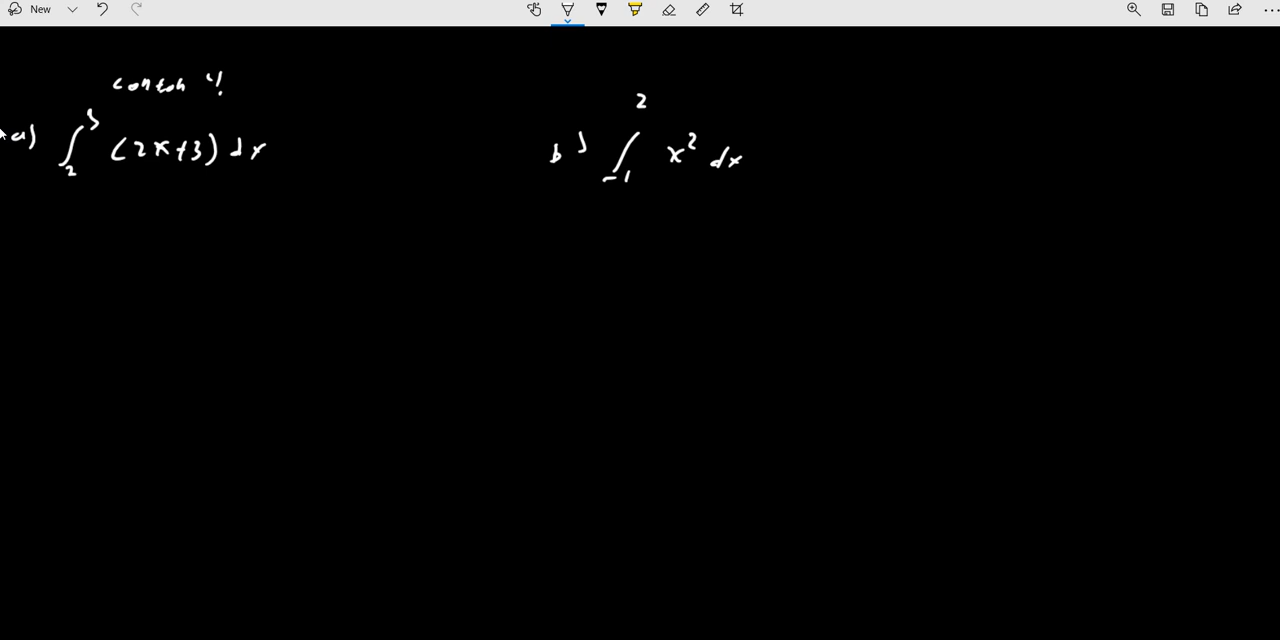 New
contoh 4!
a) ∫₂³ (2x+3) dx
b) ∫₋₁² x² dx